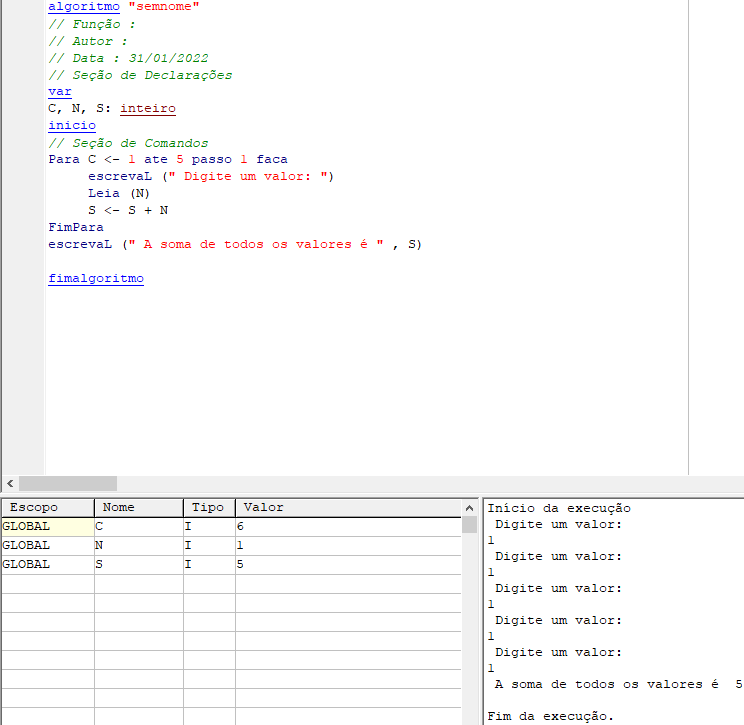 algoritmo "semnome"
// Função :
// Autor :
// Data : 31/01/2022
// Seção de Declarações
var
C, N, S: inteiro
inicio
// Seção de Comandos
Para C <- 1 ate 5 passo 1 faca
escrevaL (" Digite um valor: ")
Leia (N)
S <- S + N
FimPara
escrevaL (" A soma de todos os valores é " , S)
fimalgoritmo
Escopo Nome Tipo Valor
GLOBAL C I 6
GLOBAL N I 1
GLOBAL S I 5
Início da execução
Digite um valor:
1
Digite um valor:
1
Digite um valor:
1
Digite um valor:
1
Digite um valor:
1
A soma de todos os valores é 5
Fim da execução.